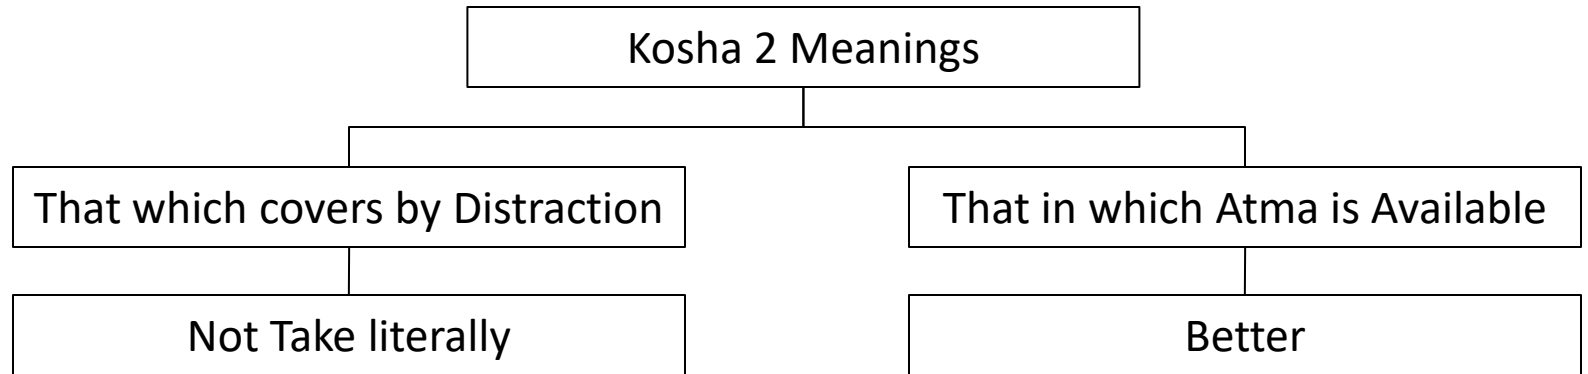 Kosha 2 Meanings
That which covers by Distraction
That in which Atma is Available
Not Take literally
Better